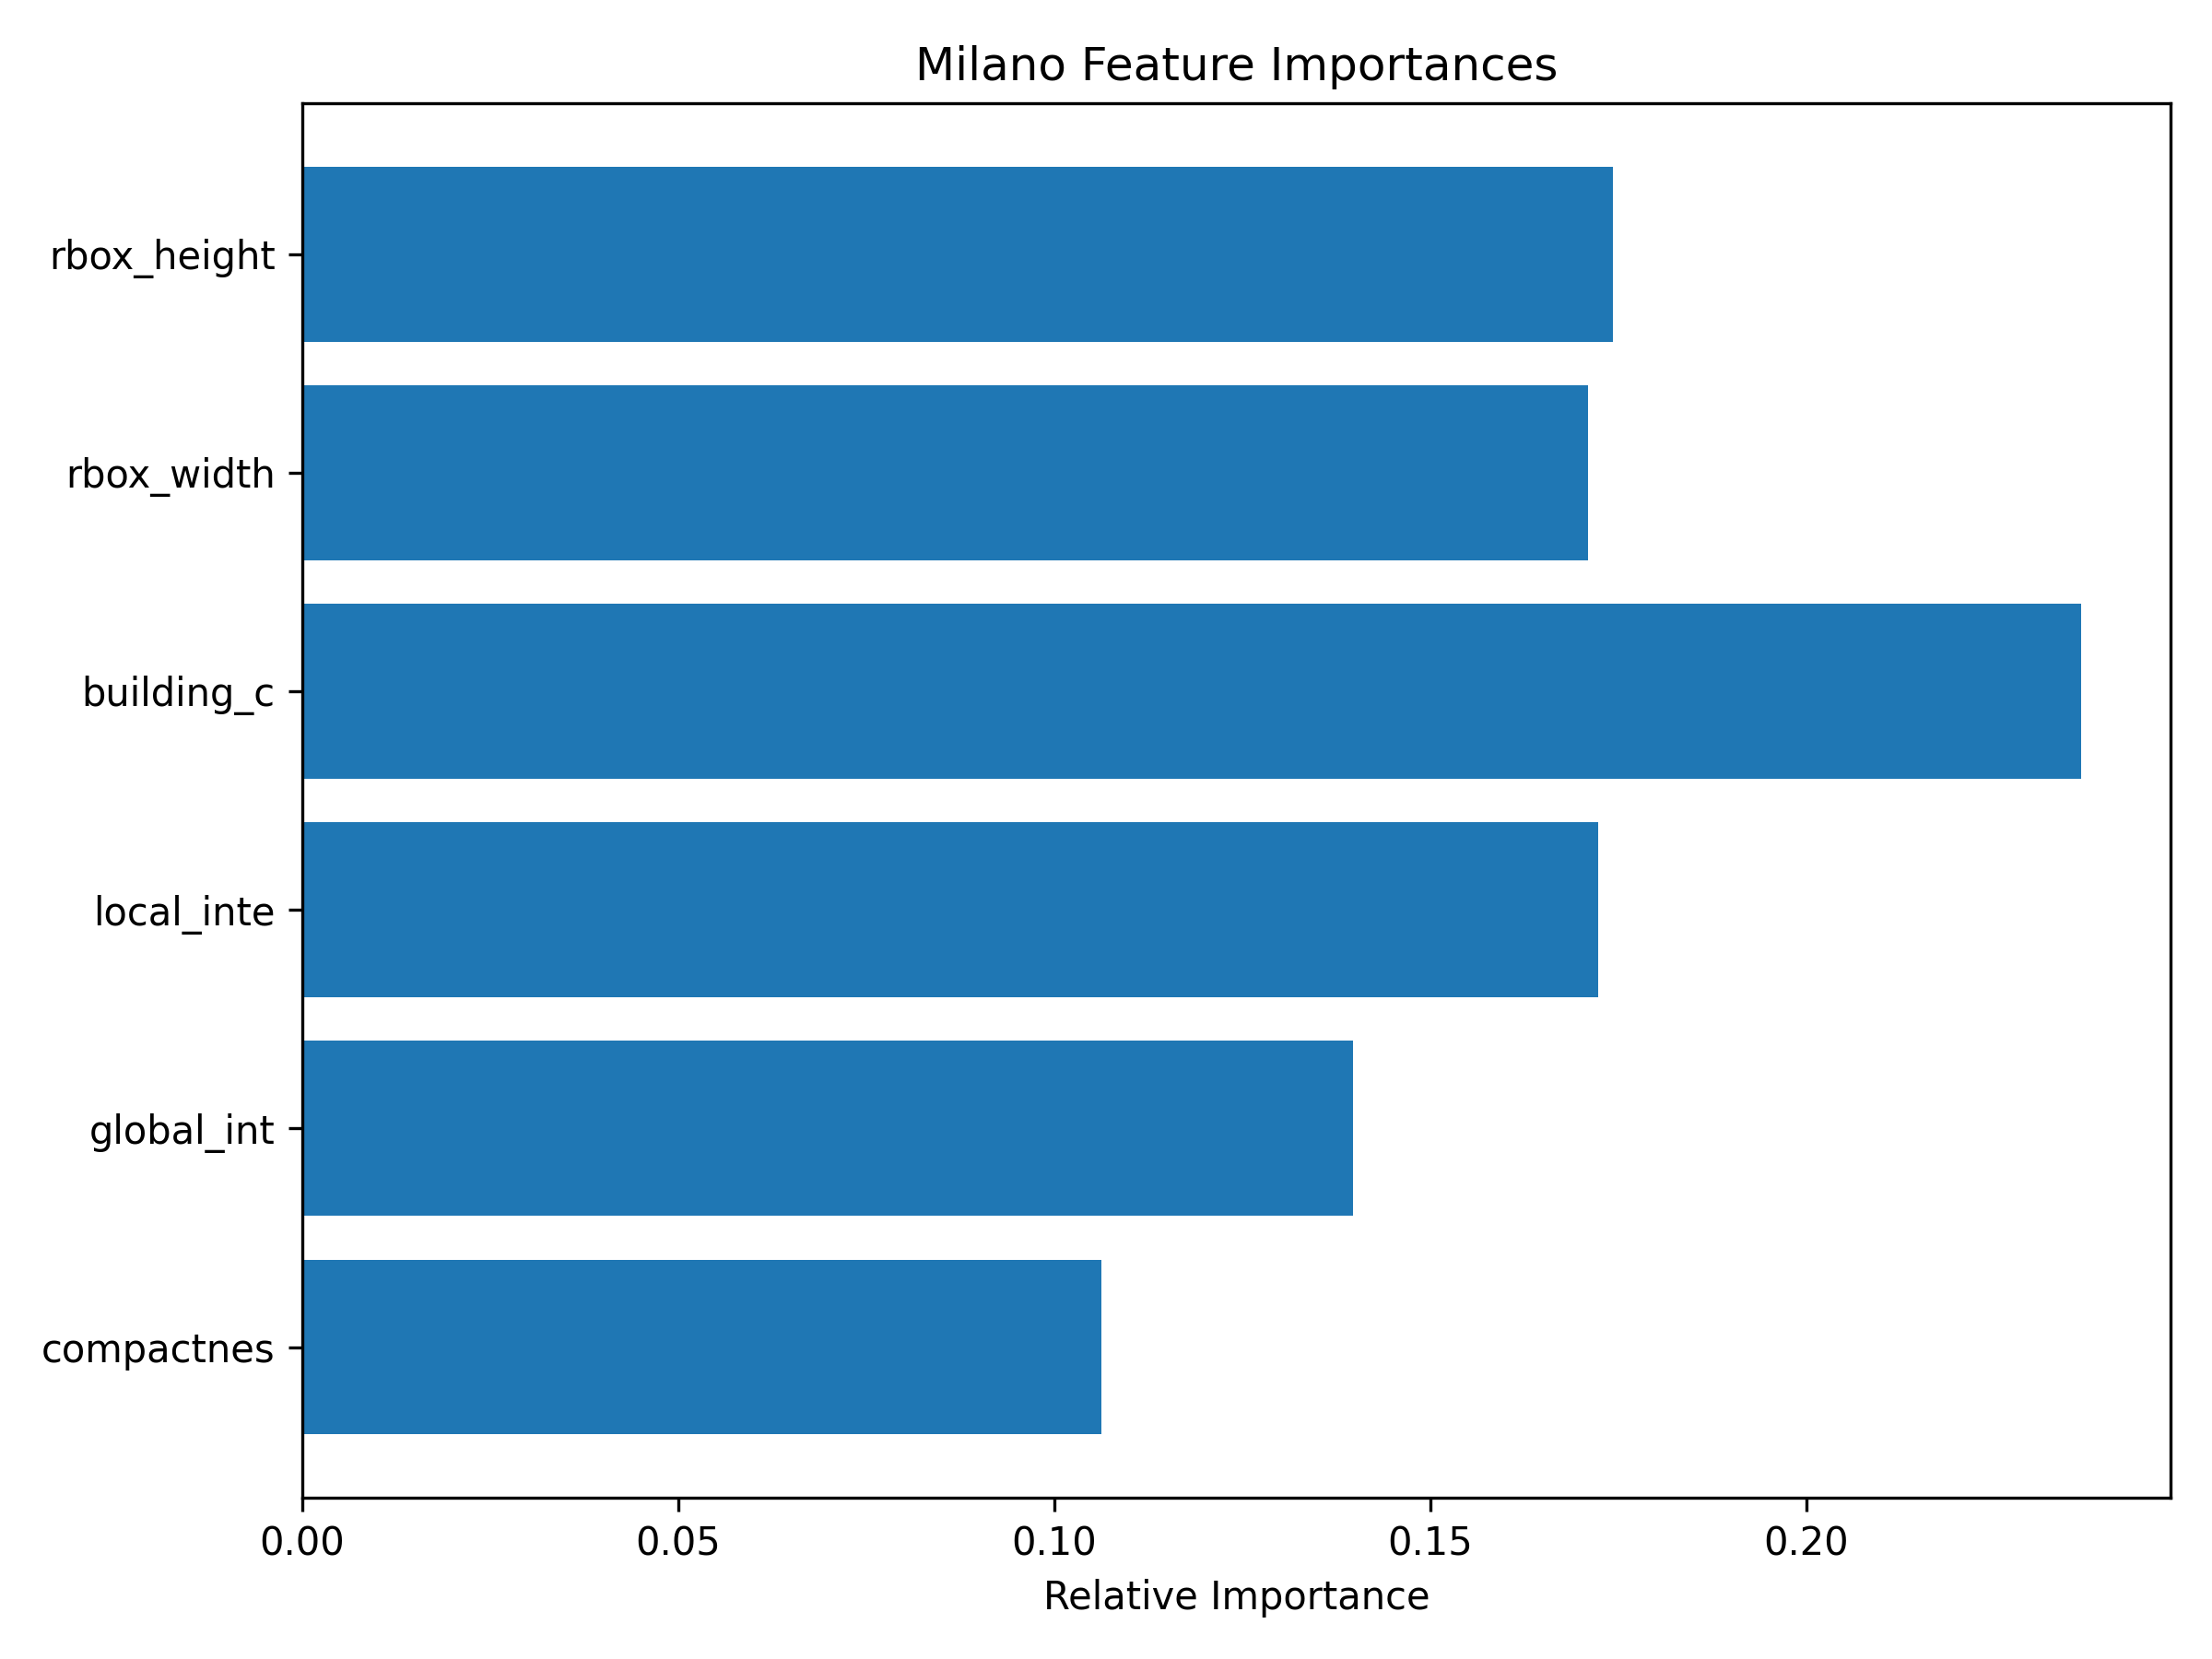 Milano Feature Importances
rbox_height
rbox_width
building_c
local_inte
global_int
compactnes
0.00 0.05 0.10 0.15 0.20
Relative Importance